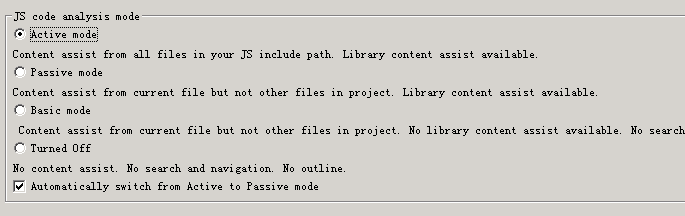 JS code analysis mode
Active mode
Content assist from all files in your JS include path. Library content assist available.
Passive mode
Content assist from current file but not other files in project. Library content assist available.
Basic mode
Content assist from current file but not other files in project. No library content assist available. No search
Turned Off
No content assist. No search and navigation. No outline.
Automatically switch from Active to Passive mode